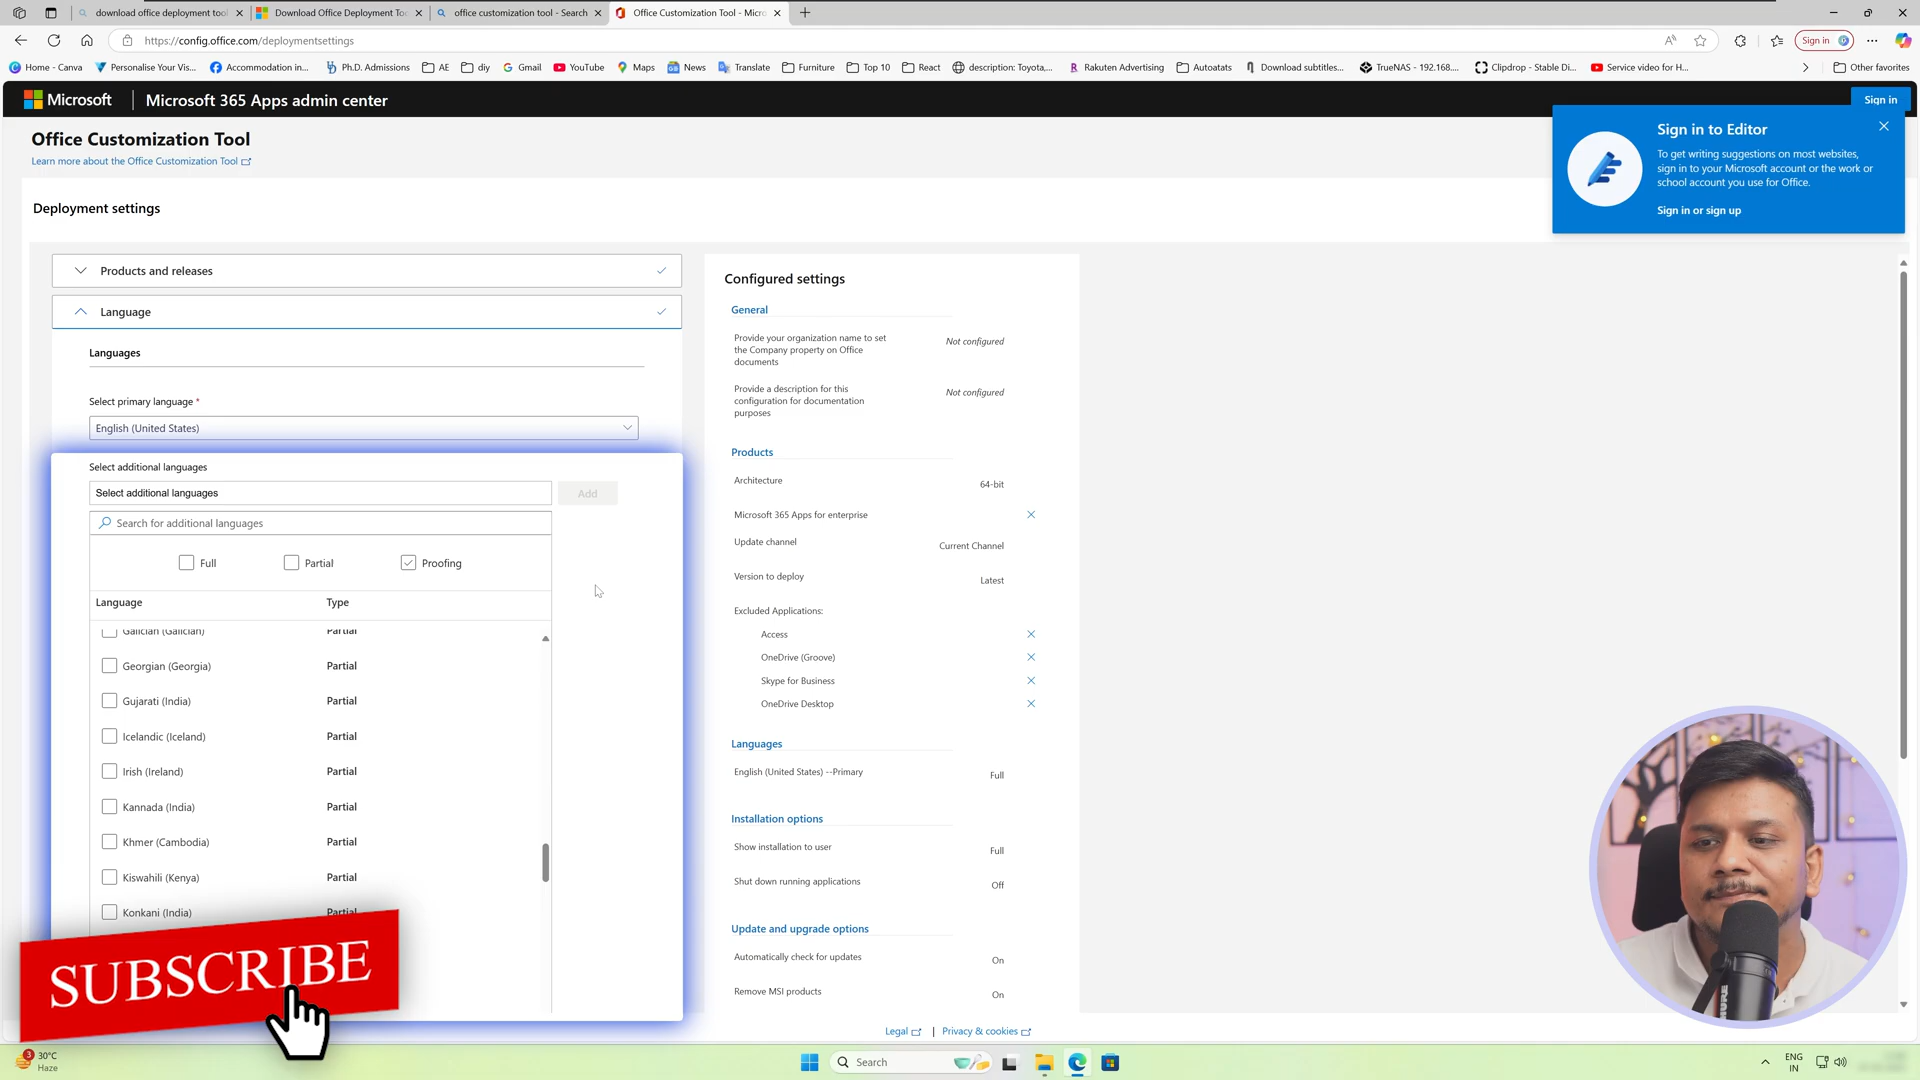 download office deployment tool
Download Office Deployment Too
office customization tool - Search
Office Customization Tool - Micro
https://config.office.com/deploymentsettings
Sign in
Home - Canva
Personalise Your Vis...
Accommodation in...
Ph.D. Admissions
AE
diy
Gmail
YouTube
Maps
News
Translate
Furniture
Top 10
React
description: Toyota,...
Rakuten Advertising
Autoatats
Download subtitles...
TrueNAS - 192.168....
Clipdrop - Stable Di...
Service video for H...
Other favorites
Microsoft
Microsoft 365 Apps admin center
Sign in
Office Customization Tool
Learn more about the Office Customization Tool
Sign in to Editor
To get writing suggestions on most websites,
sign in to your Microsoft account or the work or
school account you use for Office.
Sign in or sign up
Deployment settings
Products and releases
Language
Languages
Select primary language *
English (United States)
Select additional languages
Select additional languages
Add
Search for additional languages
Full
Partial
Proofing
Language
Type
Galician (Galician)
Partial
Georgian (Georgia)
Partial
Gujarati (India)
Partial
Icelandic (Iceland)
Partial
Irish (Ireland)
Partial
Kannada (India)
Partial
Khmer (Cambodia)
Partial
Kiswahili (Kenya)
Partial
Konkani (India)
Partial
Configured settings
General
Provide your organization name to set
the Company property on Office
documents
Not configured
Provide a description for this
configuration for documentation
purposes
Not configured
Products
Architecture
64-bit
Microsoft 365 Apps for enterprise
Update channel
Current Channel
Version to deploy
Latest
Excluded Applications:
Access
OneDrive (Groove)
Skype for Business
OneDrive Desktop
Languages
English (United States) --Primary
Full
Installation options
Show installation to user
Full
Shut down running applications
Off
Update and upgrade options
Automatically check for updates
On
Remove MSI products
On
Legal
|
Privacy & cookies
SUBSCRIBE
3
30°C
Haze
Search
ENG
IN